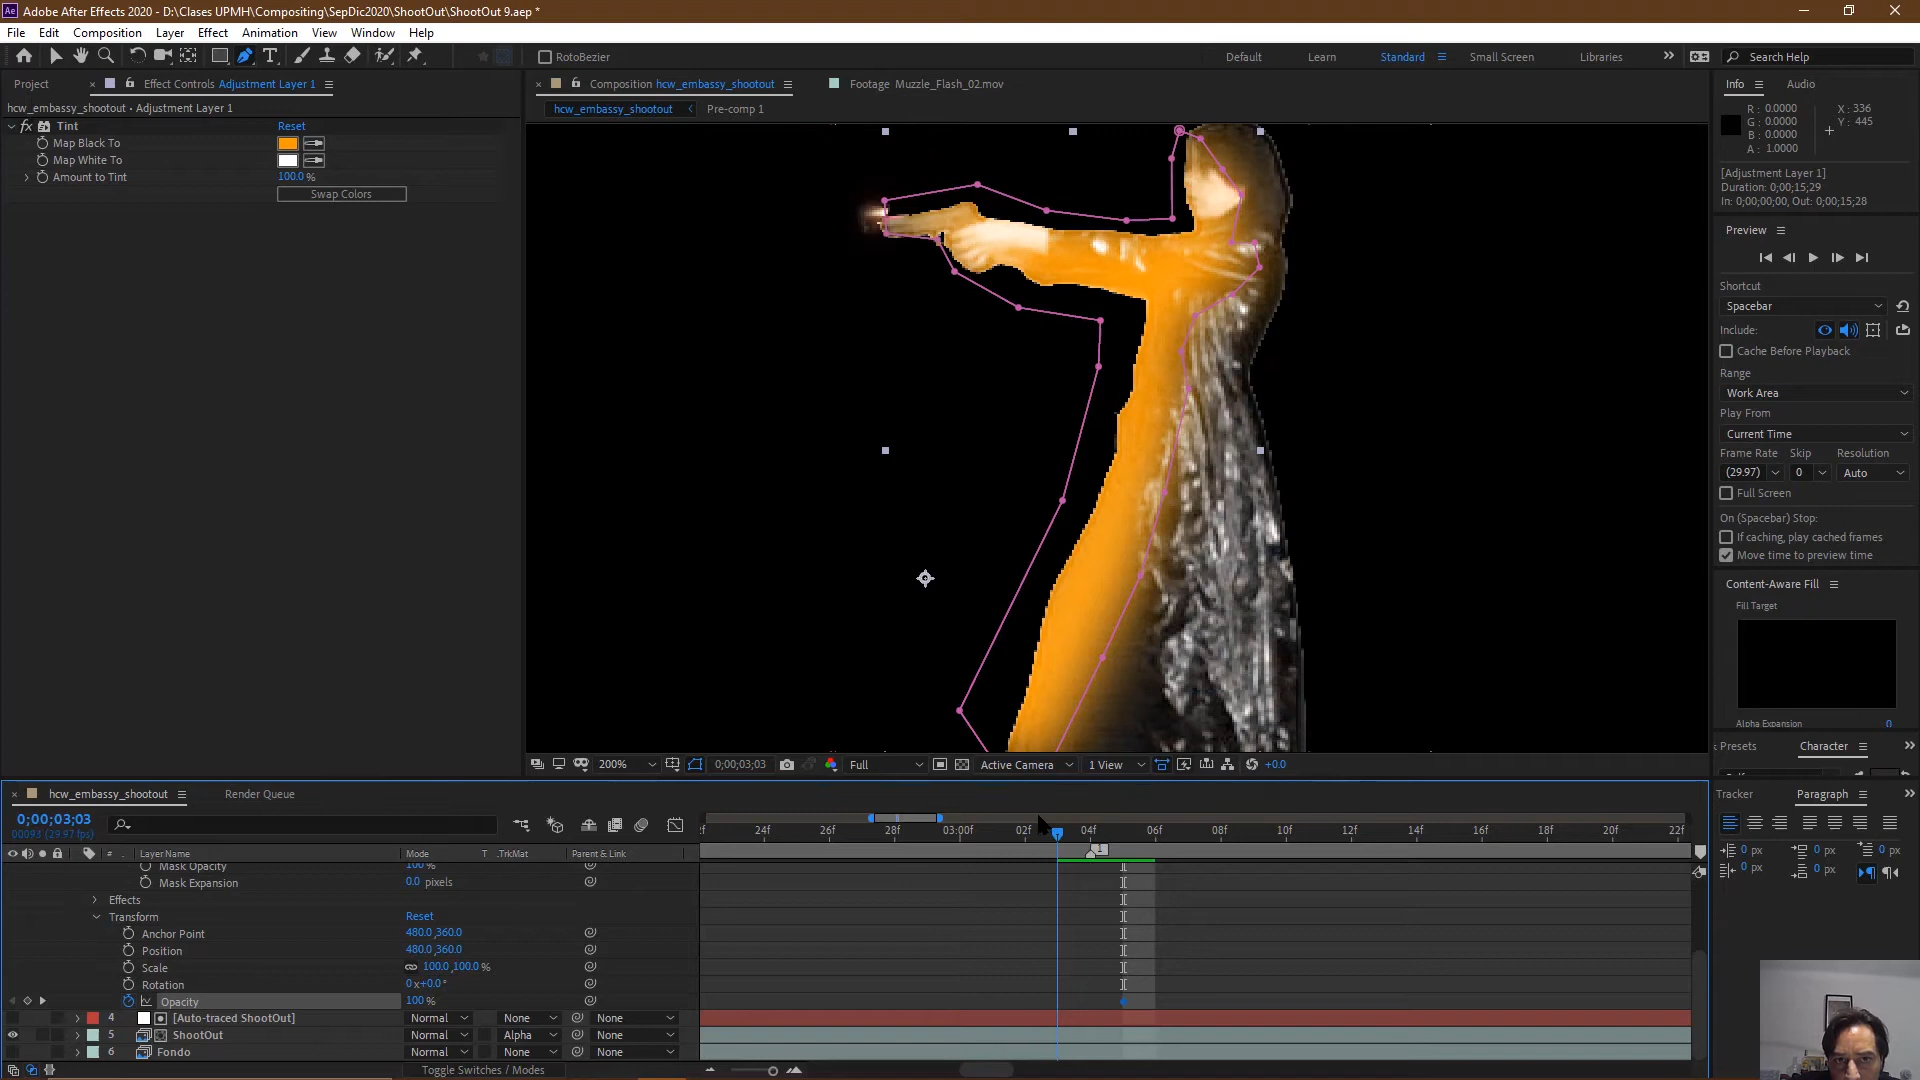 Adobe After Effects 2020 - D:\Clases UPMH\Compositing\SepDic2020\ShootOut\ShootOut 9.aep *
File Edit Composition Layer Effect Animation View Window Help
RotoBezier
Default Learn Standard Small Screen Libraries Search Help
Project Effect Controls Adjustment Layer 1
hcw_embassy_shootout • Adjustment Layer 1
fx Tint Reset
Map Black To
Map White To
Amount to Tint 100.0 %
Swap Colors
Composition hcw_embassy_shootout Footage Muzzle_Flash_02.mov
hcw_embassy_shootout Pre-comp 1
200% 0;00;03;03 Full Active Camera 1 View +0.0
Info Audio
R : 0.0000
G : 0.0000
B : 0.0000
A : 1.0000
X : 336
Y : 445
[Adjustment Layer 1]
Duration: 0;00;15;29
In: 0;00;00;00, Out: 0;00;15;28
Preview
Shortcut
Spacebar
Include:
Cache Before Playback
Range
Work Area
Play From
Current Time
Frame Rate Skip Resolution
(29.97) 0 Auto
Full Screen
On (Spacebar) Stop:
If caching, play cached frames
Move time to preview time
Content-Aware Fill
Fill Target
Alpha Expansion 0
Presets Character
Tracker Paragraph
0 px 0 px 0 px
0 px 0 px
hcw_embassy_shootout Render Queue
0;00;03;03
00093 (29.97 fps)
24f 26f 28f 03:00f 02f 04f 06f 08f 10f 12f 14f 16f 18f 20f 22f
1
# Layer Name Mode T .TrkMat Parent & Link
Mask Opacity 100 %
Mask Expansion 0.0 pixels
Effects
Transform Reset
Anchor Point 480.0,360.0
Position 480.0,360.0
Scale 100.0,100.0 %
Rotation 0x+0.0°
Opacity 100 %
4 [Auto-traced ShootOut] Normal None None
5 ShootOut Normal Alpha None
6 Fondo Normal None None
Toggle Switches / Modes